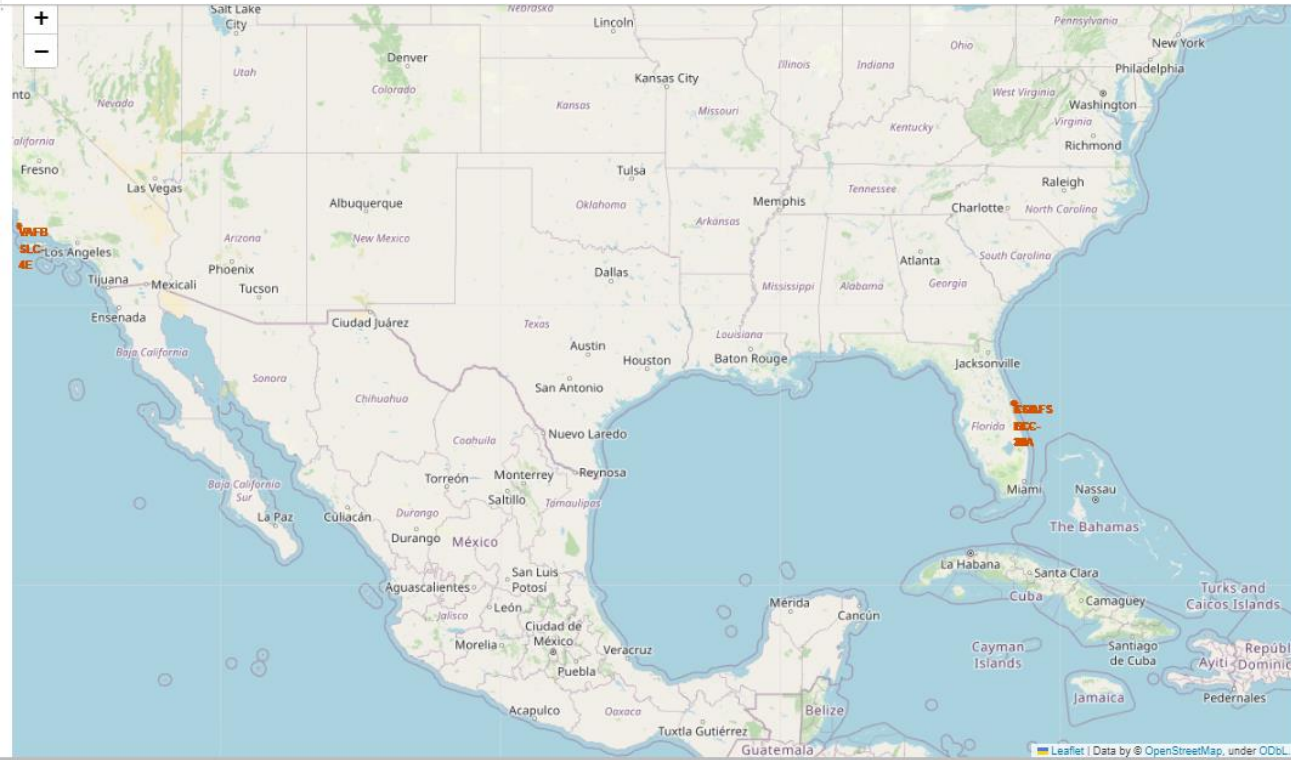 +
−
Salt Lake
City
Nebraska
Lincoln
Pennsylvania
New York
Denver
Ohio
Illinois
Indiana
Philadelphia
Utah
Kansas City
Colorado
nto
Nevada
Kansas
Missouri
West Virginia
Washington
Virginia
Kentucky
alifornia
Richmond
Fresno
Tulsa
Las Vegas
Raleigh
Tennessee
Albuquerque
Oklahoma
Memphis
Charlotte
North Carolina
Arkansas
VAFB
SLC-
4E
Los Angeles
Arizona
New Mexico
South Carolina
Atlanta
Phoenix
Dallas
Tijuana
Mexicali
Tucson
Mississippi
Alabama
Georgia
Ensenada
Ciudad Juárez
Texas
Louisiana
Austin
Baja California
Houston
Baton Rouge
Jacksonville
Sonora
San Antonio
Chihuahua
Florida
Nuevo Laredo
Coahuila
Torreón
Monterrey
Reynosa
Baja California
Sur
Saltillo
Tamaulipas
Miami
Nassau
La Paz
Culiacán
Durango
The Bahamas
Durango
México
La Habana
Santa Clara
San Luis
Potosí
Aguascalientes
Cuba
Camaguey
Turks and
Caicos Islands
Mérida
León
Jalisco
Cancún
Ciudad de
México
Morelia
Veracruz
Cayman
Islands
Santiago
de Cuba
Repúbl
Puebla
Ayiti
Dominic
Acapulco
Oaxaca
Jamaica
Pedernales
Belize
Tuxtla Gutiérrez
Guatemala
Leaflet | Data by © OpenStreetMap, under ODbL.